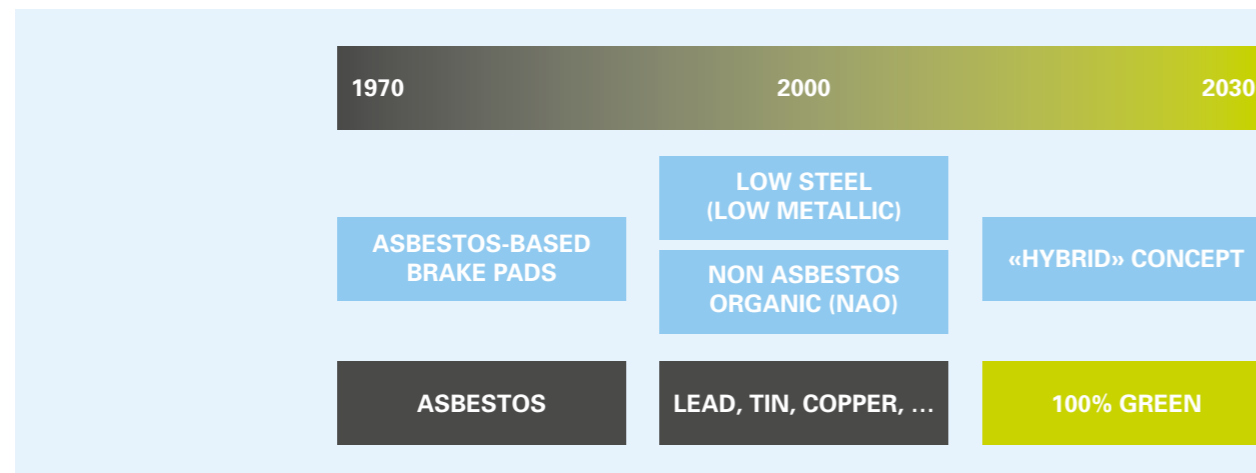 1970 2000 2030
LOW STEEL
(LOW METALLIC)
ASBESTOS-BASED
BRAKE PADS
NON ASBESTOS
ORGANIC (NAO)
«HYBRID» CONCEPT
ASBESTOS
LEAD, TIN, COPPER, …
100% GREEN